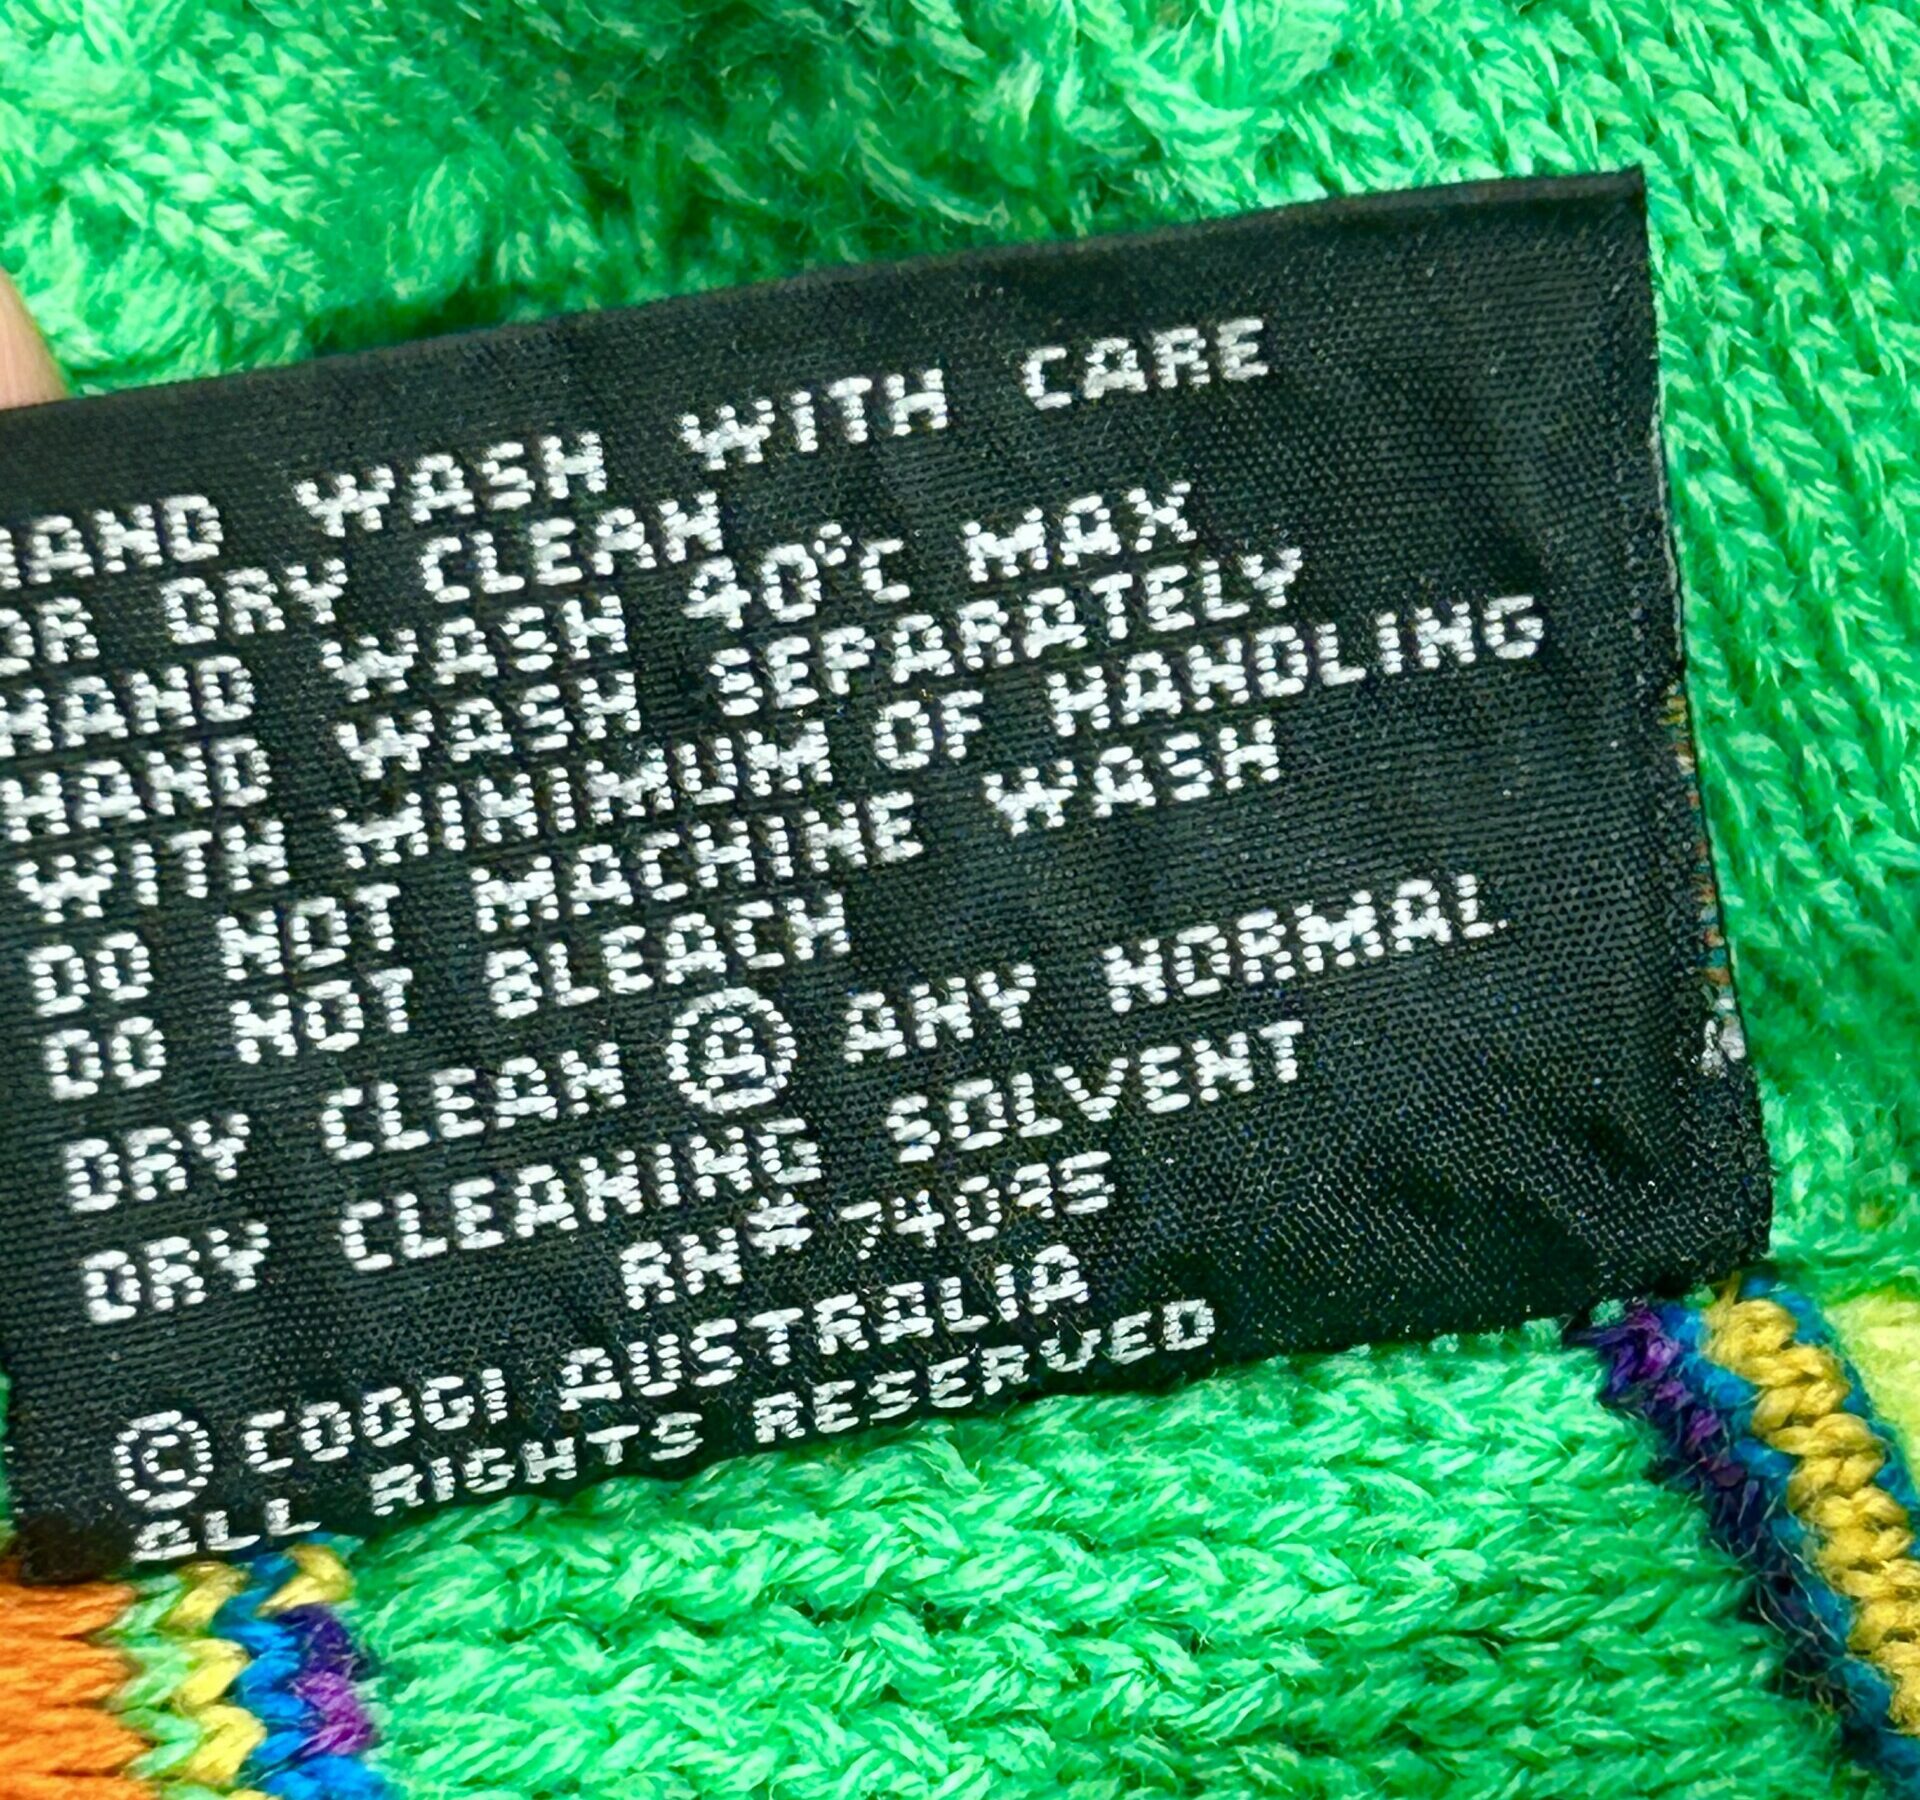 HAND WASH WITH CARE
OR DRY CLEAN
HAND WASH 40°C MAX
HAND WASH SEPARATELY
WITH MINIMUM OF HANDLING
DO NOT MACHINE WASH
DO NOT BLEACH
DRY CLEAN Ⓐ ANY NORMAL
DRY CLEANING SOLVENT
RN# 74095
© COOGI AUSTRALIA
ALL RIGHTS RESERVED